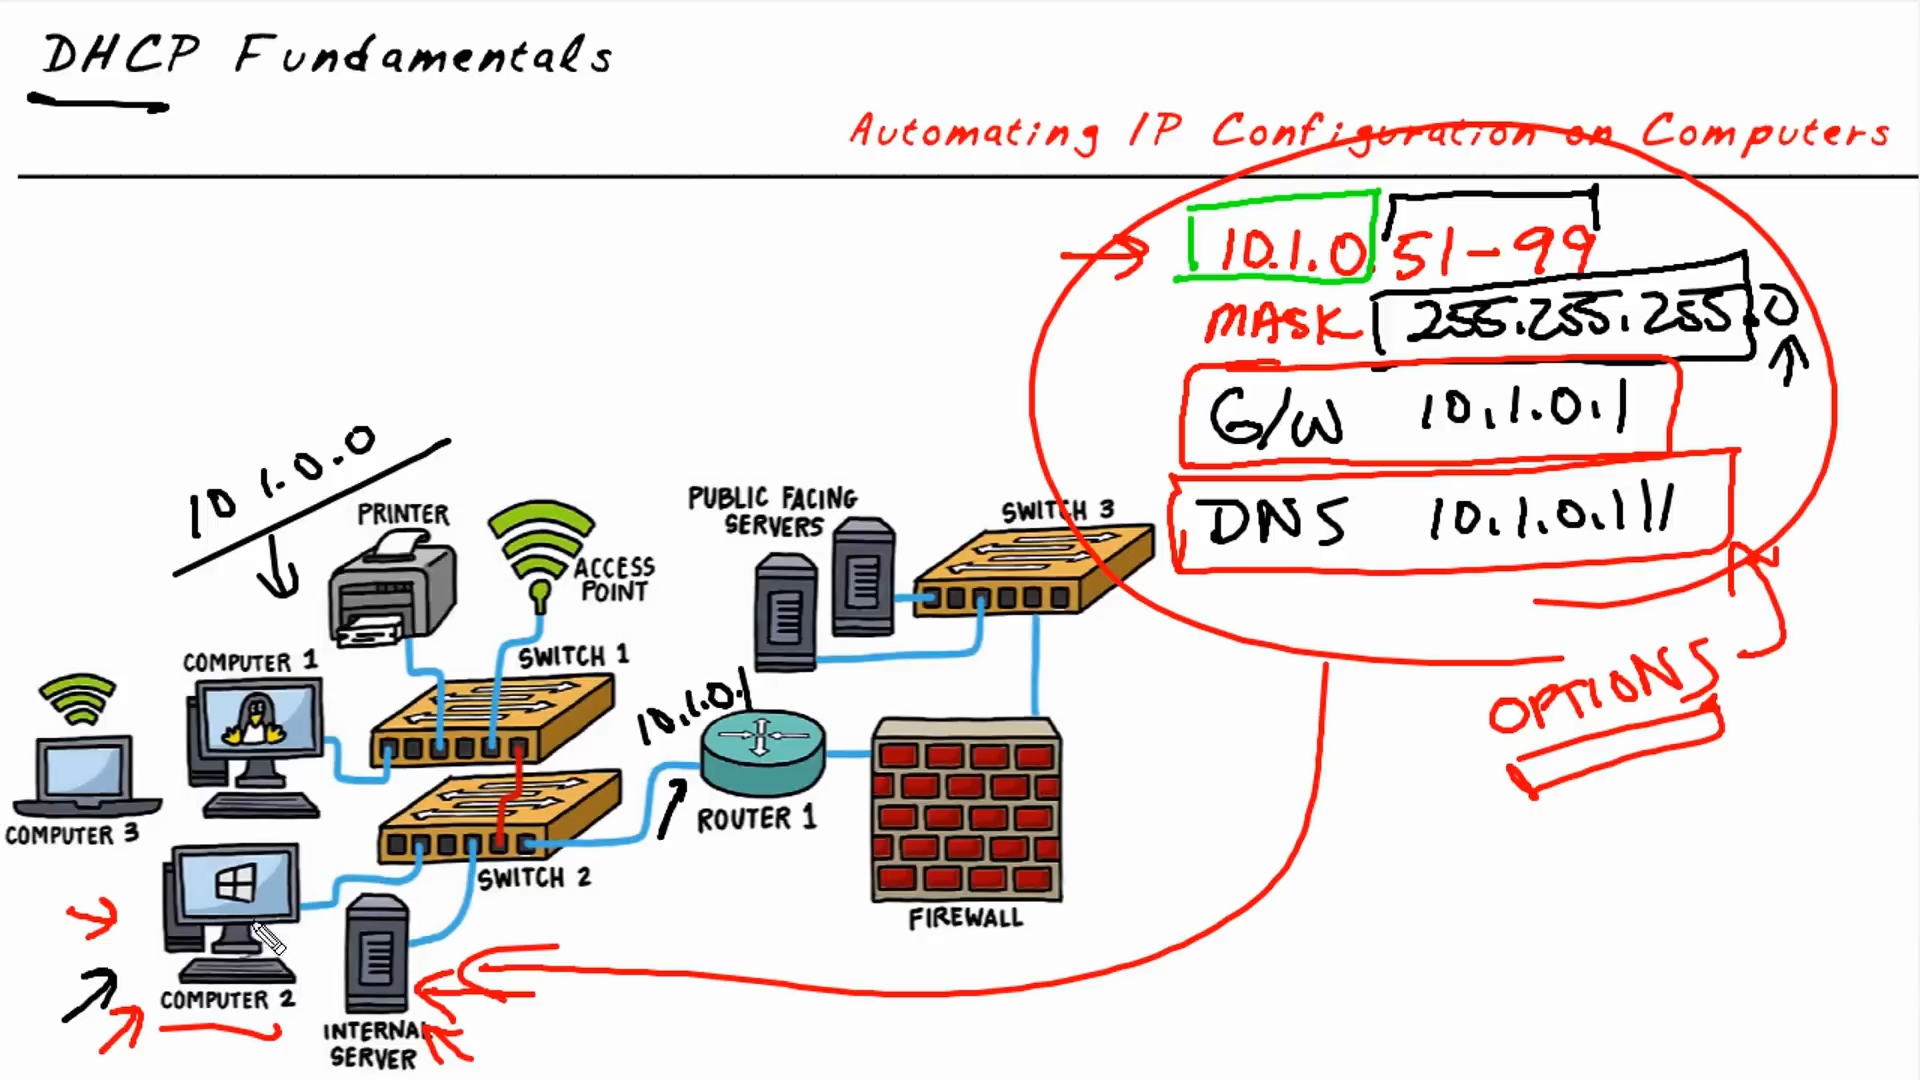 DHCP Fundamentals
Automating IP Configuration on Computers
10.1.0.51-99
MASK 255.255.255.0
G/W 10.1.0.1
DNS 10.1.0.111
OPTIONS
10.1.0.0
PRINTER
ACCESS
POINT
PUBLIC FACING
SERVERS
SWITCH 3
COMPUTER 1
SWITCH 1
10.1.0.1
COMPUTER 3
SWITCH 2
ROUTER 1
FIREWALL
COMPUTER 2
INTERNAL
SERVER